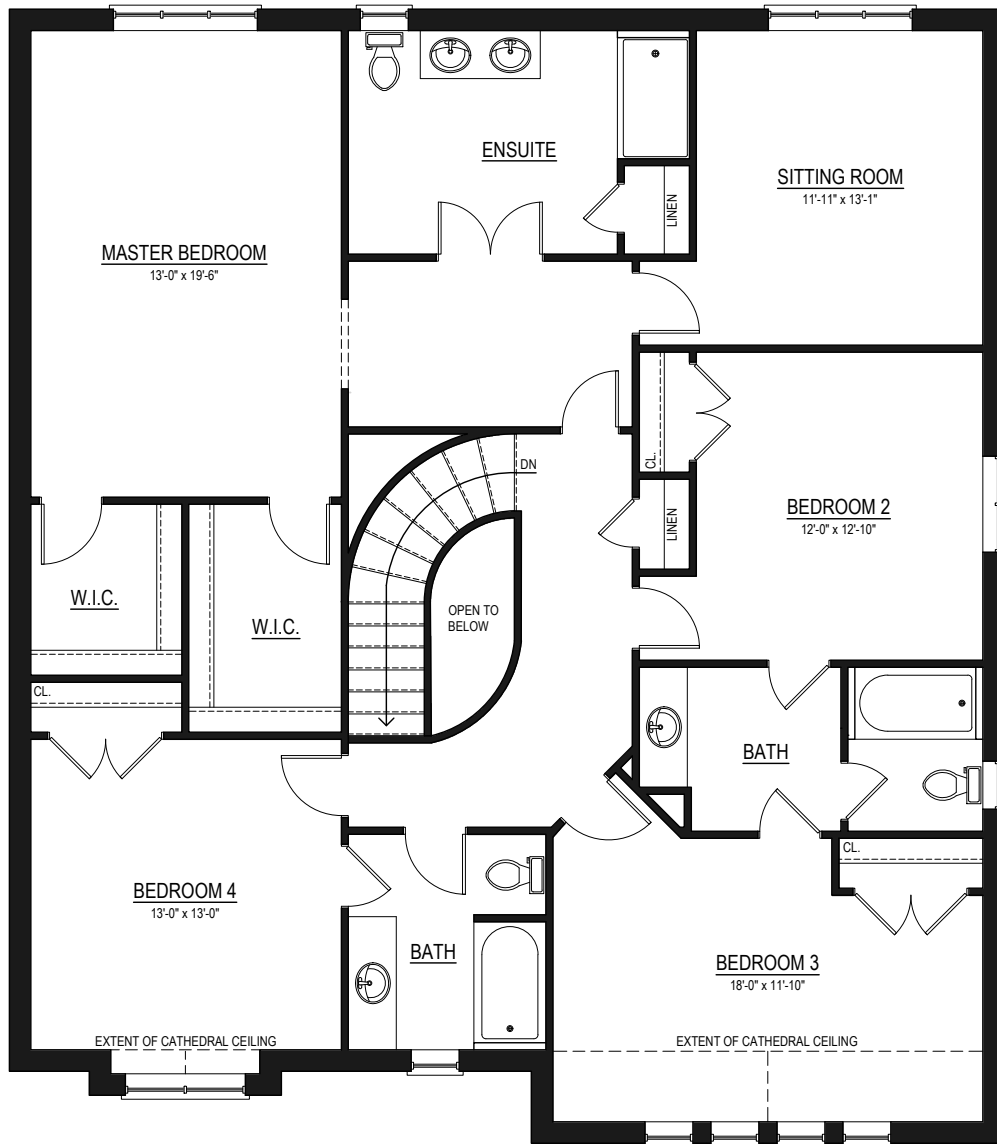 ENSUITE
SITTING ROOM
11'-11" x 13'-1"
LINEN
MASTER BEDROOM
13'-0" x 19'-6"
CL.
DN
BEDROOM 2
12'-0" x 12'-10"
LINEN
W.I.C.
W.I.C.
OPEN TO
BELOW
CL.
BATH
CL.
BEDROOM 4
13'-0" x 13'-0"
BATH
BEDROOM 3
18'-0" x 11'-10"
EXTENT OF CATHEDRAL CEILING
EXTENT OF CATHEDRAL CEILING